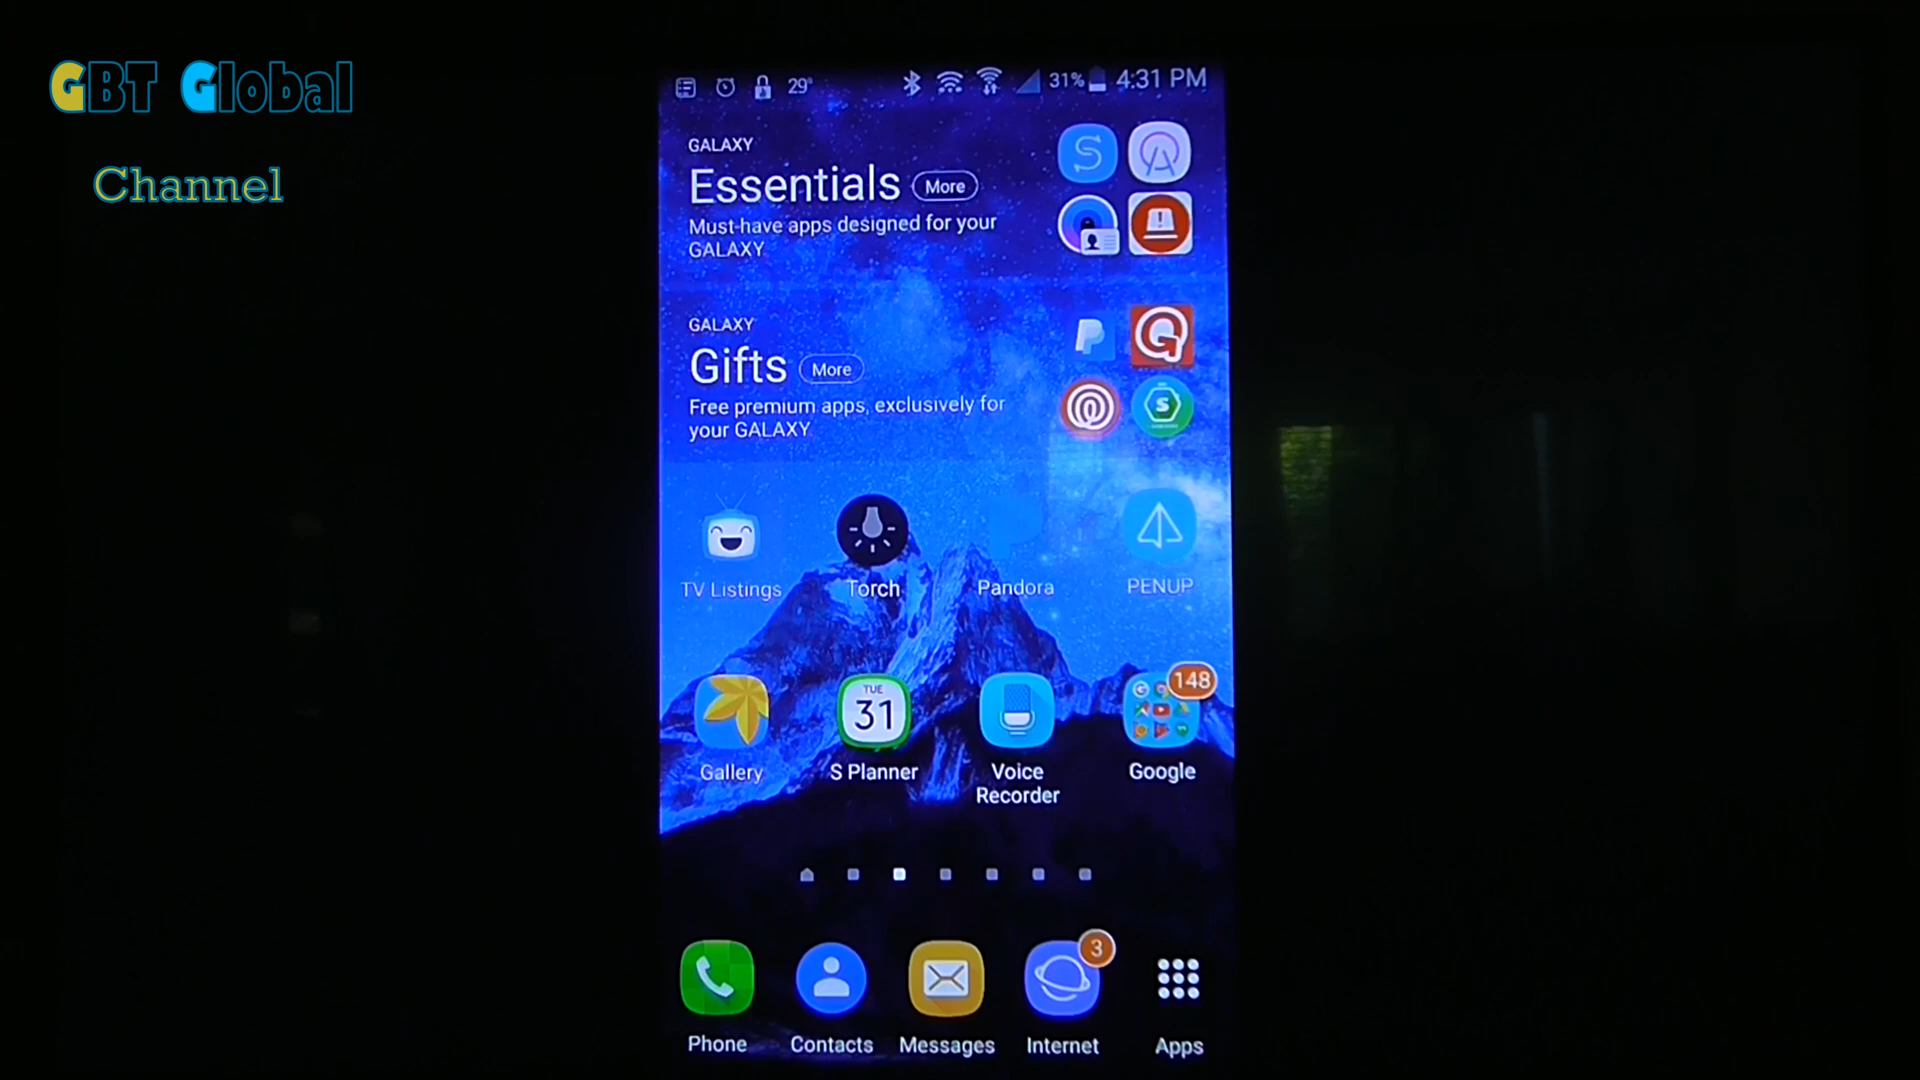 GBT Global
Channel
29°
31%
4:31 PM
GALAXY
Essentials
More
Must-have apps designed for your
GALAXY
GALAXY
Gifts
More
Free premium apps, exclusively for
your GALAXY
TV Listings
Torch
Pandora
PENUP
TUE
31
148
Gallery
S Planner
Voice
Recorder
Google
3
Phone
Contacts
Messages
Internet
Apps